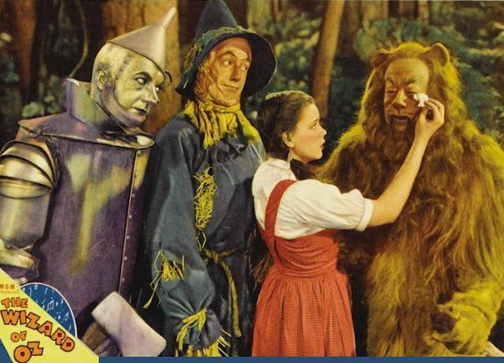 M.G.M.
THE
WIZARD
OF
OZ